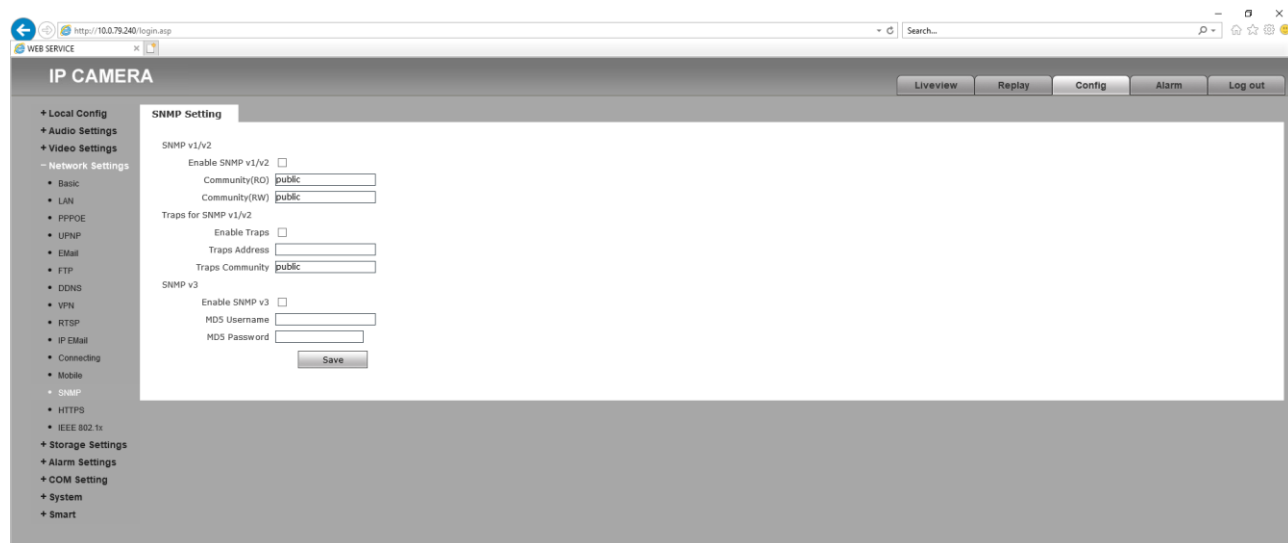 http://10.0.79.240/login.asp
Search...
WEB SERVICE
IP CAMERA
Liveview
Replay
Config
Alarm
Log out
+ Local Config
+ Audio Settings
+ Video Settings
− Network Settings
• Basic
• LAN
• PPPOE
• UPNP
• EMail
• FTP
• DDNS
• VPN
• RTSP
• IP EMail
• Connecting
• Mobile
• SNMP
• HTTPS
• IEEE 802.1x
+ Storage Settings
+ Alarm Settings
+ COM Setting
+ System
+ Smart
SNMP Setting
SNMP v1/v2
Enable SNMP v1/v2
Community(RO) public
Community(RW) public
Traps for SNMP v1/v2
Enable Traps
Traps Address
Traps Community public
SNMP v3
Enable SNMP v3
MD5 Username
MD5 Password
Save